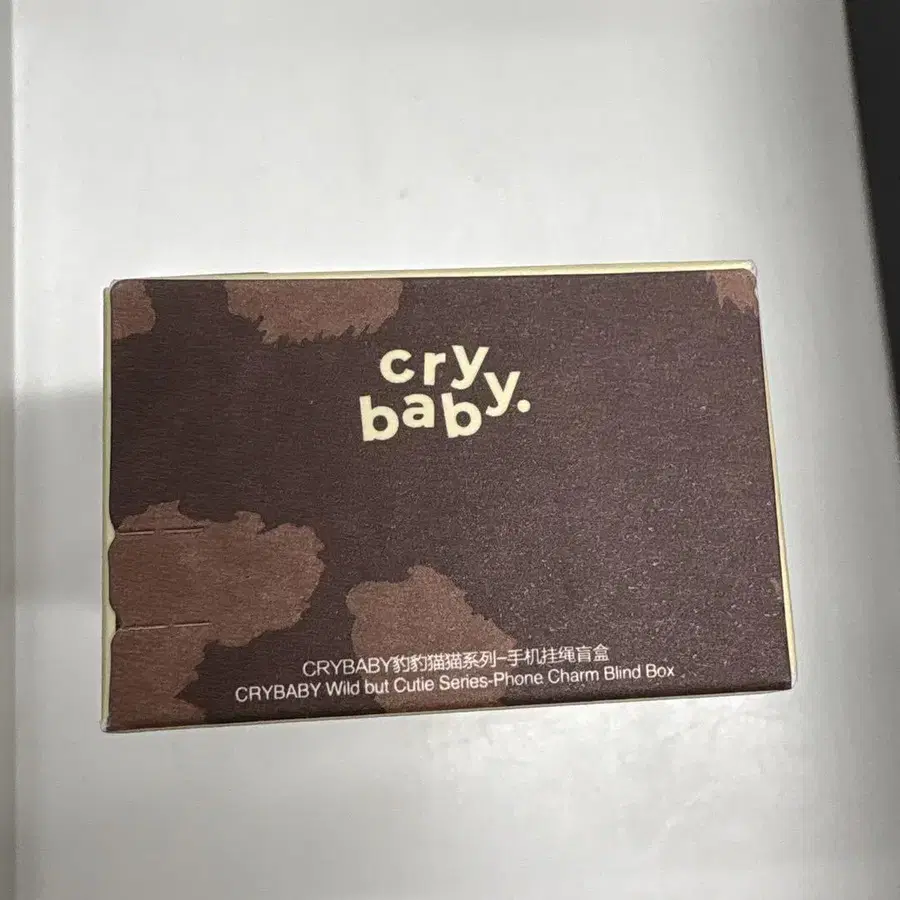 cry
baby.
CRYBABY豹豹猫猫系列-手机挂绳盲盒
CRYBABY Wild but Cutie Series-Phone Charm Blind Box